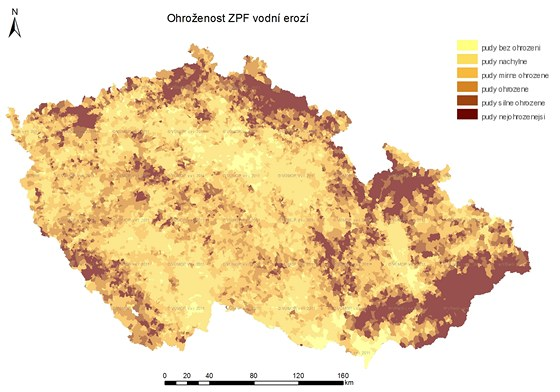 Ohroženost ZPF vodní erozí
N
pudy bez ohrozeni
pudy nachylne
pudy mirne ohrozene
pudy ohrozene
pudy silne ohrozene
pudy nejohrozenejsi
0 20 40 80 120 160
km